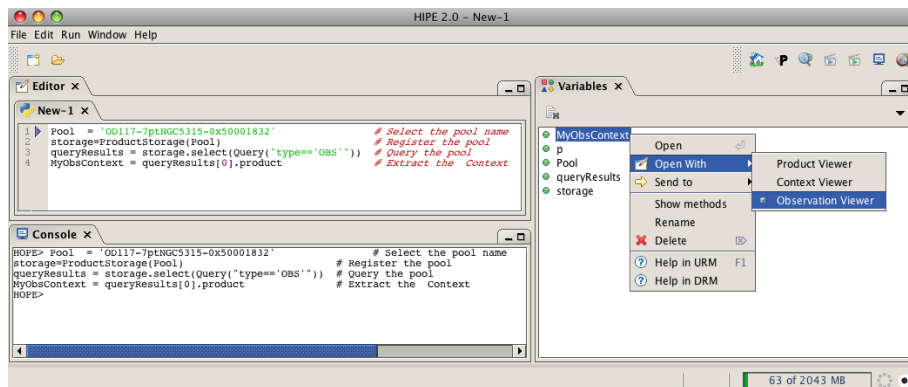 HIPE 2.0 - New-1
File Edit Run Window Help
Editor ×
New-1 ×
1 Pool = 'OD117-7ptNGC5315-0x50001832' # Select the pool name
2 storage=ProductStorage(Pool) # Register the pool
3 queryResults = storage.select(Query("type=='OBS'")) # Query the pool
4 MyObsContext = queryResults[0].product # Extract the Context
Console ×
HOPE> Pool = 'OD117-7ptNGC5315-0x50001832' # Select the pool name
storage=ProductStorage(Pool) # Register the pool
queryResults = storage.select(Query("type=='OBS'")) # Query the pool
MyObsContext = queryResults[0].product # Extract the Context
HOPE>
Variables ×
MyObsContext
p
Pool
queryResults
storage
Open
Open With
Send to
Show methods
Rename
Delete
Help in URM F1
Help in DRM
Product Viewer
Context Viewer
Observation Viewer
63 of 2043 MB